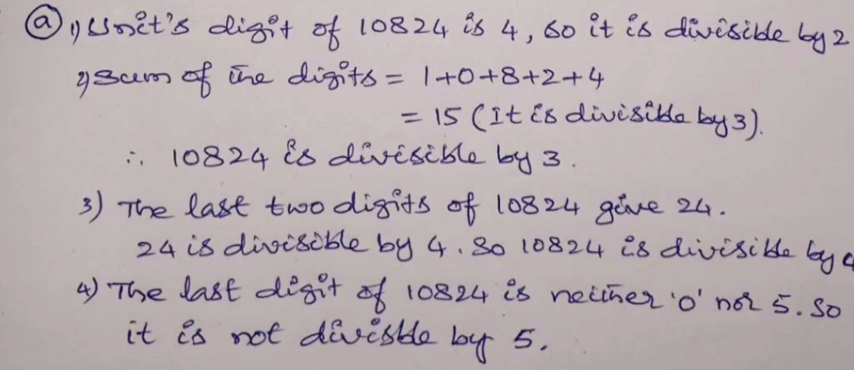 ⓐ 1) Unit's digit of 10824 is 4, so it is divisible by 2
2) Sum of the digits = 1+0+8+2+4
= 15 (It is divisible by 3).
∴ 10824 is divisible by 3.
3) The last two digits of 10824 give 24.
24 is divisible by 4. So 10824 is divisible by 4
4) The last digit of 10824 is neither '0' nor 5. So
it is not divisble by 5.